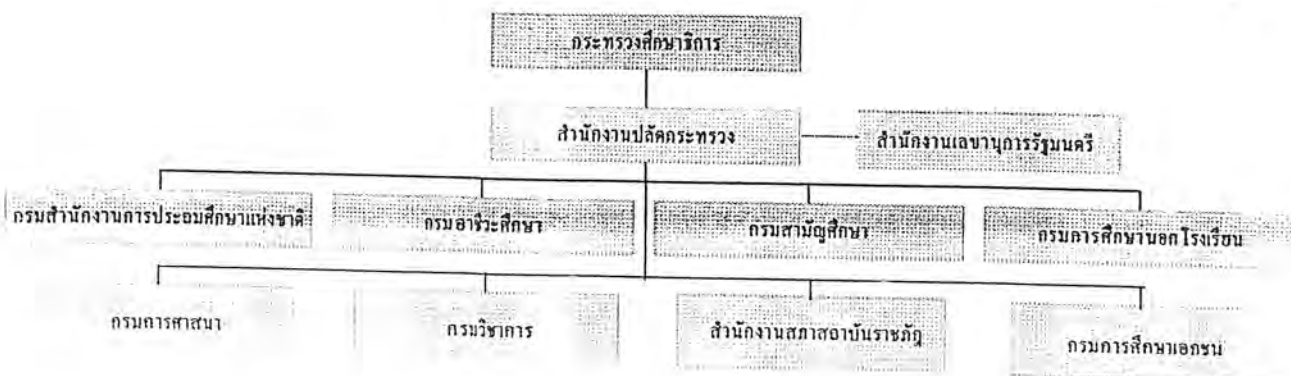 กระทรวงศึกษาธิการ
สำนักงานปลัดกระทรวง
สำนักงานเลขานุการรัฐมนตรี
กรมสำนักงานการประถมศึกษาแห่งชาติ
กรมอาชีวะศึกษา
กรมสามัญศึกษา
กรมการศึกษานอกโรงเรียน
กรมการศาสนา
กรมวิชาการ
สำนักงานสภาสถาบันราชภัฎ
กรมการศึกษาเอกชน